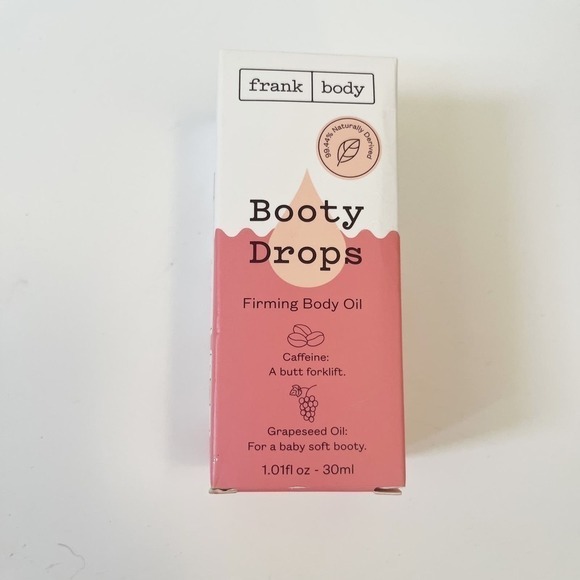 frank body
99.44% Naturally Derived
Booty
Drops
Firming Body Oil
Caffeine:
A butt forklift.
Grapeseed Oil:
For a baby soft booty.
1.01fl oz - 30ml